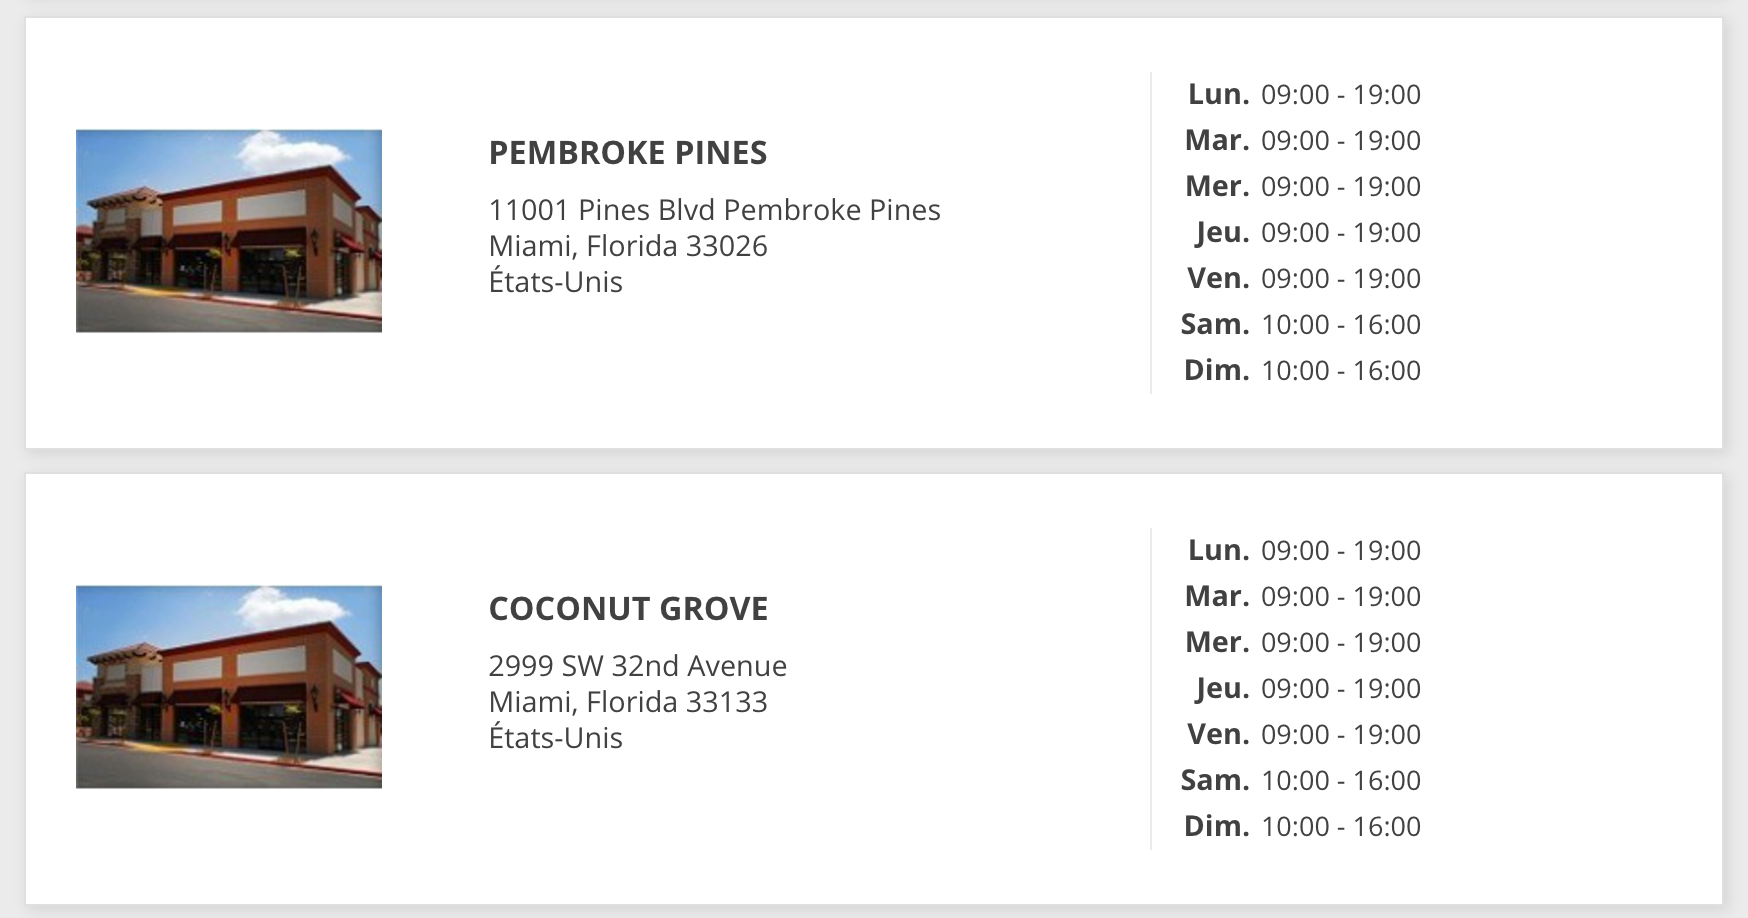 PEMBROKE PINES
11001 Pines Blvd Pembroke Pines
Miami, Florida 33026
États-Unis
Lun. 09:00 - 19:00
Mar. 09:00 - 19:00
Mer. 09:00 - 19:00
Jeu. 09:00 - 19:00
Ven. 09:00 - 19:00
Sam. 10:00 - 16:00
Dim. 10:00 - 16:00
COCONUT GROVE
2999 SW 32nd Avenue
Miami, Florida 33133
États-Unis
Lun. 09:00 - 19:00
Mar. 09:00 - 19:00
Mer. 09:00 - 19:00
Jeu. 09:00 - 19:00
Ven. 09:00 - 19:00
Sam. 10:00 - 16:00
Dim. 10:00 - 16:00